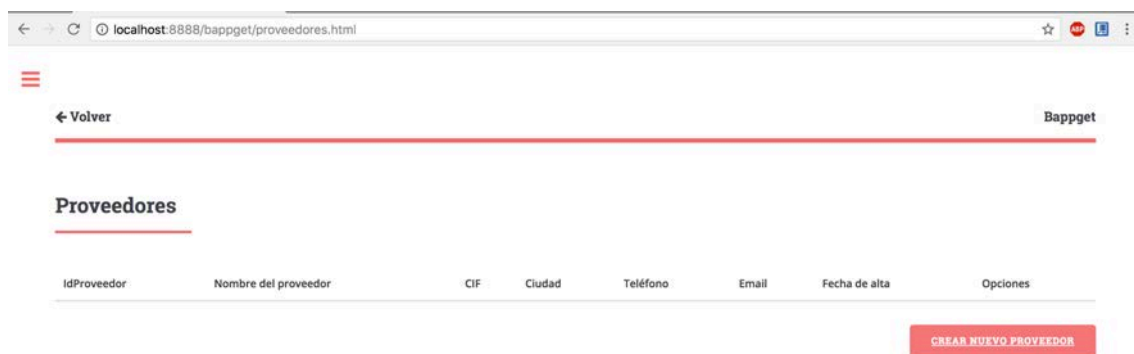 localhost:8888/bappget/proveedores.html
ABP
Volver Bappget
Proveedores
IdProveedor Nombre del proveedor CIF Ciudad Teléfono Email Fecha de alta Opciones
CREAR NUEVO PROVEEDOR